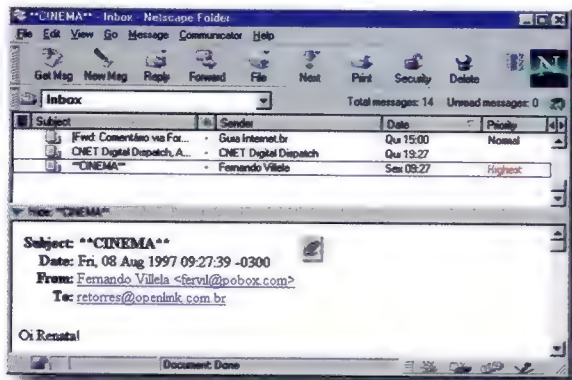 **CINEMA** - Inbox - Netscape Folder
File Edit View Go Message Communicator Help
Get Msg New Msg Reply Forward File Next Print Security Delete
Inbox Total messages: 14 Unread messages: 0
Subject Sender Date Priority
[Fwd: Comentário via For... Guia Internet.br Qui 15:00 Normal
CNET Digital Dispatch, A... CNET Digital Dispatch Qui 19:27
**CINEMA** Fernando Villela Sex 09:27 Highest
**CINEMA**
Subject: **CINEMA**
Date: Fri, 08 Aug 1997 09:27:39 -0300
From: Fernando Villela <fervil@pobox.com>
To: retorres@openlink.com.br
Oi Renata!
Document: Done